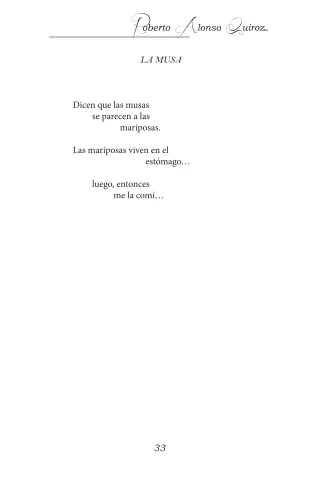 Roberto Alonso Quiroz.
LA MUSA
Dicen que las musas
se parecen a las
mariposas.
Las mariposas viven en el
estómago…
luego, entonces
me la comí…
33